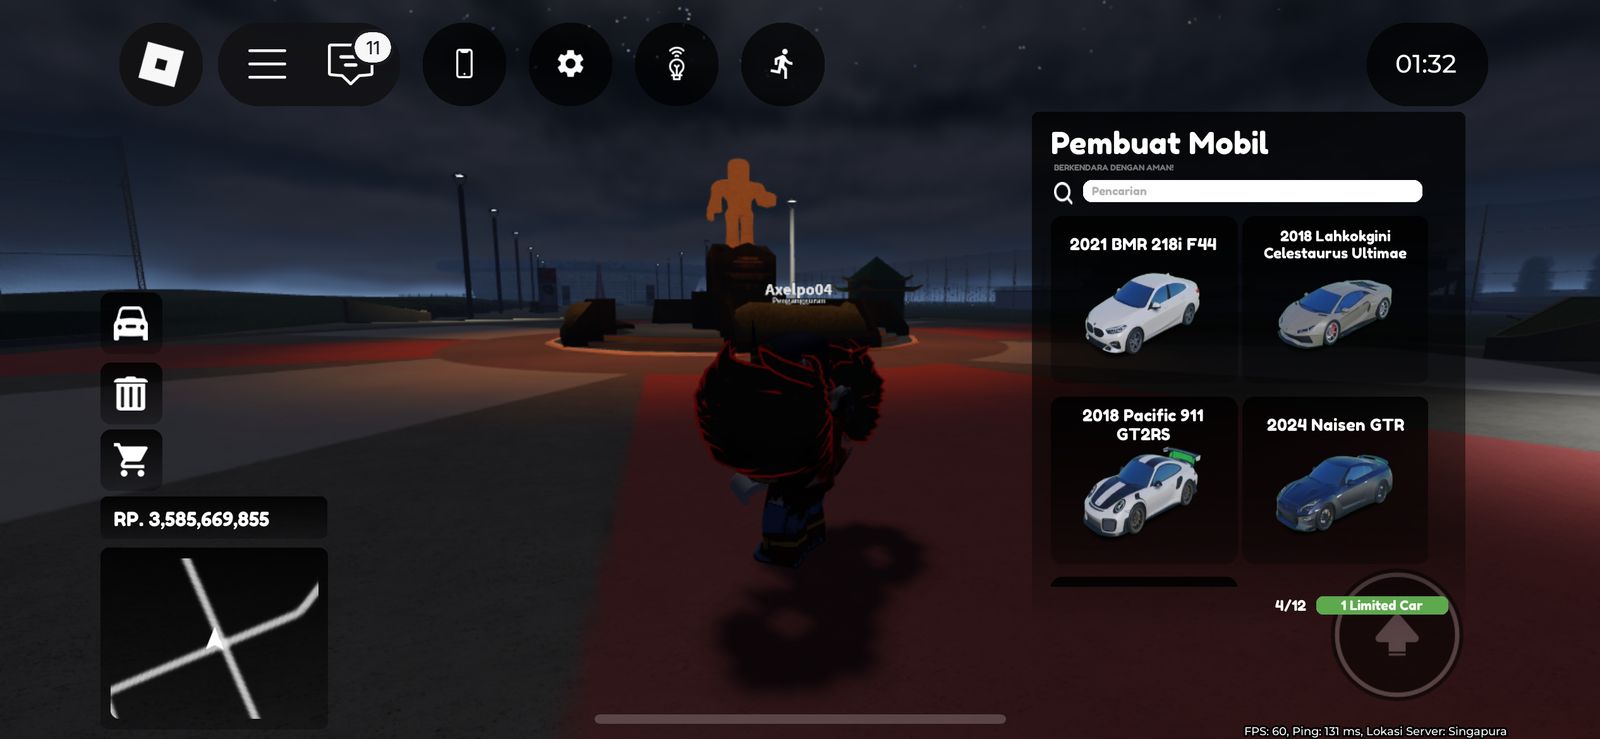 11
01:32
Pembuat Mobil
BERKENDARA DENGAN AMAN!
Pencarian
2021 BMR 218i F44
2018 Lahkokgini
Celestaurus Ultimae
2018 Pacific 911
GT2RS
2024 Naisen GTR
4/12
1 Limited Car
Axelpo04
Pengangguran
RP. 3,585,669,855
FPS: 60, Ping: 131 ms, Lokasi Server: Singapura